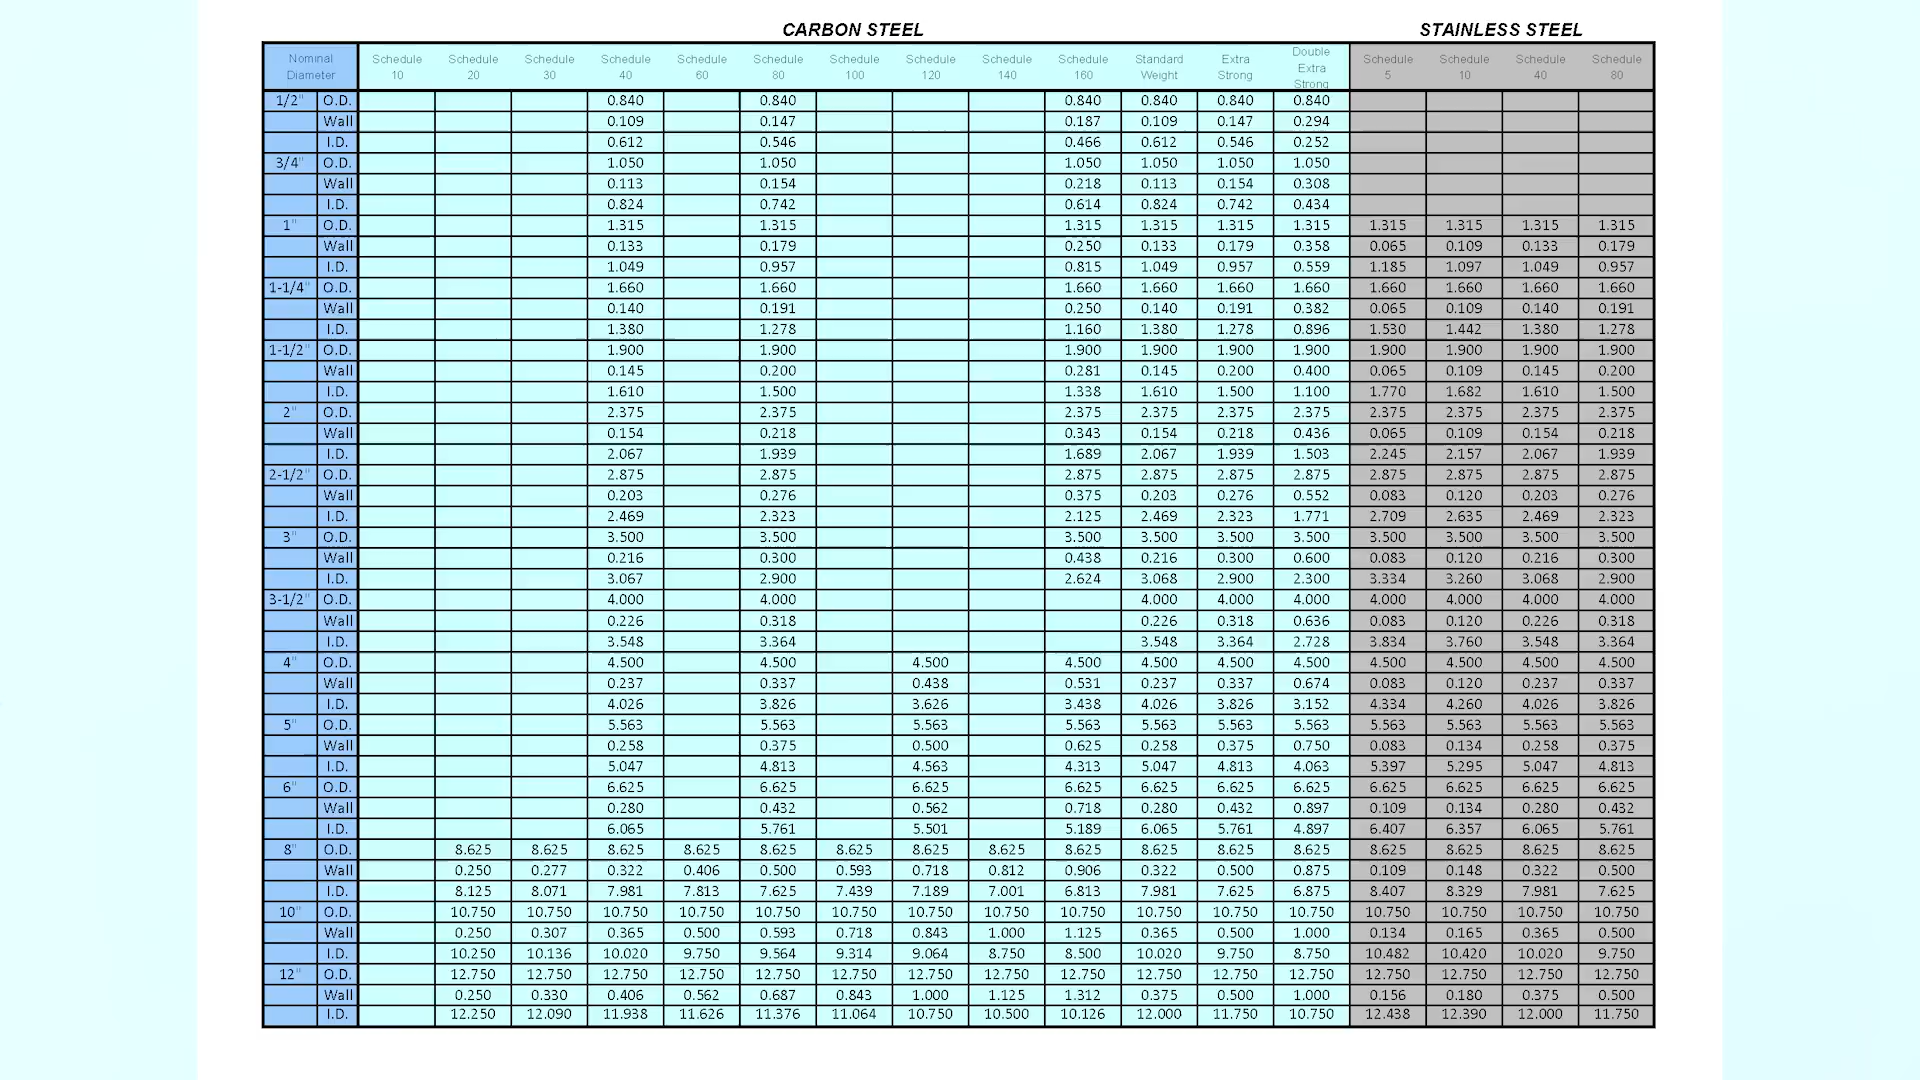 CARBON STEEL STAINLESS STEEL
Nominal Diameter Schedule 10 Schedule 20 Schedule 30 Schedule 40 Schedule 60 Schedule 80 Schedule 100 Schedule 120 Schedule 140 Schedule 160 Standard Weight Extra Strong Double Extra Strong Schedule 5 Schedule 10 Schedule 40 Schedule 80
1/2" O.D. 0.840 0.840 0.840 0.840 0.840 0.840
Wall 0.109 0.147 0.187 0.109 0.147 0.294
I.D. 0.612 0.546 0.466 0.612 0.546 0.252
3/4" O.D. 1.050 1.050 1.050 1.050 1.050 1.050
Wall 0.113 0.154 0.218 0.113 0.154 0.308
I.D. 0.824 0.742 0.614 0.824 0.742 0.434
1" O.D. 1.315 1.315 1.315 1.315 1.315 1.315 1.315 1.315 1.315 1.315
Wall 0.133 0.179 0.250 0.133 0.179 0.358 0.065 0.109 0.133 0.179
I.D. 1.049 0.957 0.815 1.049 0.957 0.559 1.185 1.097 1.049 0.957
1-1/4" O.D. 1.660 1.660 1.660 1.660 1.660 1.660 1.660 1.660 1.660 1.660
Wall 0.140 0.191 0.250 0.140 0.191 0.382 0.065 0.109 0.140 0.191
I.D. 1.380 1.278 1.160 1.380 1.278 0.896 1.530 1.442 1.380 1.278
1-1/2" O.D. 1.900 1.900 1.900 1.900 1.900 1.900 1.900 1.900 1.900 1.900
Wall 0.145 0.200 0.281 0.145 0.200 0.400 0.065 0.109 0.145 0.200
I.D. 1.610 1.500 1.338 1.610 1.500 1.100 1.770 1.682 1.610 1.500
2" O.D. 2.375 2.375 2.375 2.375 2.375 2.375 2.375 2.375 2.375 2.375
Wall 0.154 0.218 0.343 0.154 0.218 0.436 0.065 0.109 0.154 0.218
I.D. 2.067 1.939 1.689 2.067 1.939 1.503 2.245 2.157 2.067 1.939
2-1/2" O.D. 2.875 2.875 2.875 2.875 2.875 2.875 2.875 2.875 2.875 2.875
Wall 0.203 0.276 0.375 0.203 0.276 0.552 0.083 0.120 0.203 0.276
I.D. 2.469 2.323 2.125 2.469 2.323 1.771 2.709 2.635 2.469 2.323
3" O.D. 3.500 3.500 3.500 3.500 3.500 3.500 3.500 3.500 3.500 3.500
Wall 0.216 0.300 0.438 0.216 0.300 0.600 0.083 0.120 0.216 0.300
I.D. 3.067 2.900 2.624 3.068 2.900 2.300 3.334 3.260 3.068 2.900
3-1/2" O.D. 4.000 4.000 4.000 4.000 4.000 4.000 4.000 4.000 4.000
Wall 0.226 0.318 0.226 0.318 0.636 0.083 0.120 0.226 0.318
I.D. 3.548 3.364 3.548 3.364 2.728 3.834 3.760 3.548 3.364
4" O.D. 4.500 4.500 4.500 4.500 4.500 4.500 4.500 4.500 4.500 4.500 4.500
Wall 0.237 0.337 0.438 0.531 0.237 0.337 0.674 0.083 0.120 0.237 0.337
I.D. 4.026 3.826 3.626 3.438 4.026 3.826 3.152 4.334 4.260 4.026 3.826
5" O.D. 5.563 5.563 5.563 5.563 5.563 5.563 5.563 5.563 5.563 5.563 5.563
Wall 0.258 0.375 0.500 0.625 0.258 0.375 0.750 0.083 0.134 0.258 0.375
I.D. 5.047 4.813 4.563 4.313 5.047 4.813 4.063 5.397 5.295 5.047 4.813
6" O.D. 6.625 6.625 6.625 6.625 6.625 6.625 6.625 6.625 6.625 6.625 6.625
Wall 0.280 0.432 0.562 0.718 0.280 0.432 0.897 0.109 0.134 0.280 0.432
I.D. 6.065 5.761 5.501 5.189 6.065 5.761 4.897 6.407 6.357 6.065 5.761
8" O.D. 8.625 8.625 8.625 8.625 8.625 8.625 8.625 8.625 8.625 8.625 8.625 8.625 8.625 8.625 8.625 8.625
Wall 0.250 0.277 0.322 0.406 0.500 0.593 0.718 0.812 0.906 0.322 0.500 0.875 0.109 0.148 0.322 0.500
I.D. 8.125 8.071 7.981 7.813 7.625 7.439 7.189 7.001 6.813 7.981 7.625 6.875 8.407 8.329 7.981 7.625
10" O.D. 10.750 10.750 10.750 10.750 10.750 10.750 10.750 10.750 10.750 10.750 10.750 10.750 10.750 10.750 10.750 10.750
Wall 0.250 0.307 0.365 0.500 0.593 0.718 0.843 1.000 1.125 0.365 0.500 1.000 0.134 0.165 0.365 0.500
I.D. 10.250 10.136 10.020 9.750 9.564 9.314 9.064 8.750 8.500 10.020 9.750 8.750 10.482 10.420 10.020 9.750
12" O.D. 12.750 12.750 12.750 12.750 12.750 12.750 12.750 12.750 12.750 12.750 12.750 12.750 12.750 12.750 12.750 12.750
Wall 0.250 0.330 0.406 0.562 0.687 0.843 1.000 1.125 1.312 0.375 0.500 1.000 0.156 0.180 0.375 0.500
I.D. 12.250 12.090 11.938 11.626 11.376 11.064 10.750 10.500 10.126 12.000 11.750 10.750 12.438 12.390 12.000 11.750